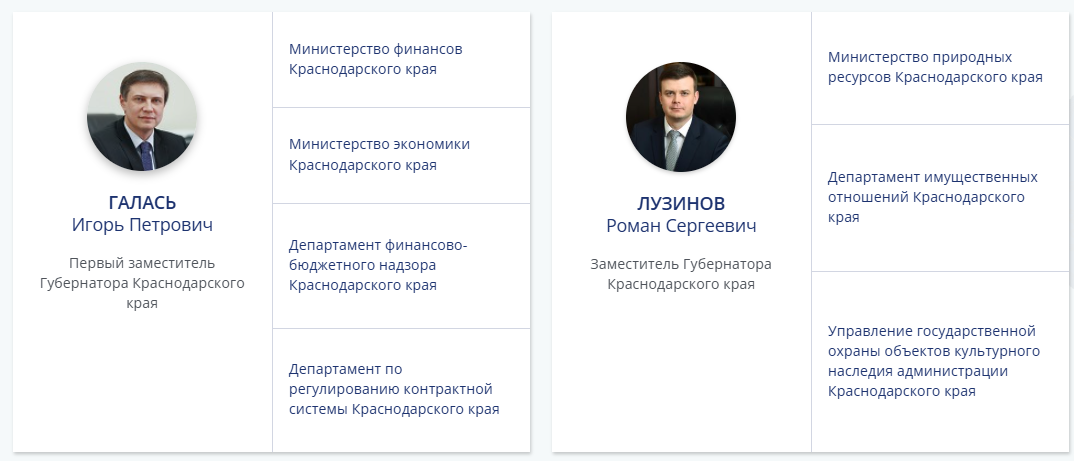 ГАЛАСЬ
Игорь Петрович
Первый заместитель
Губернатора Краснодарского
края
Министерство финансов
Краснодарского края
Министерство экономики
Краснодарского края
Департамент финансово-
бюджетного надзора
Краснодарского края
Департамент по
регулированию контрактной
системы Краснодарского края
ЛУЗИНОВ
Роман Сергеевич
Заместитель Губернатора
Краснодарского края
Министерство природных
ресурсов Краснодарского края
Департамент имущественных
отношений Краснодарского
края
Управление государственной
охраны объектов культурного
наследия администрации
Краснодарского края